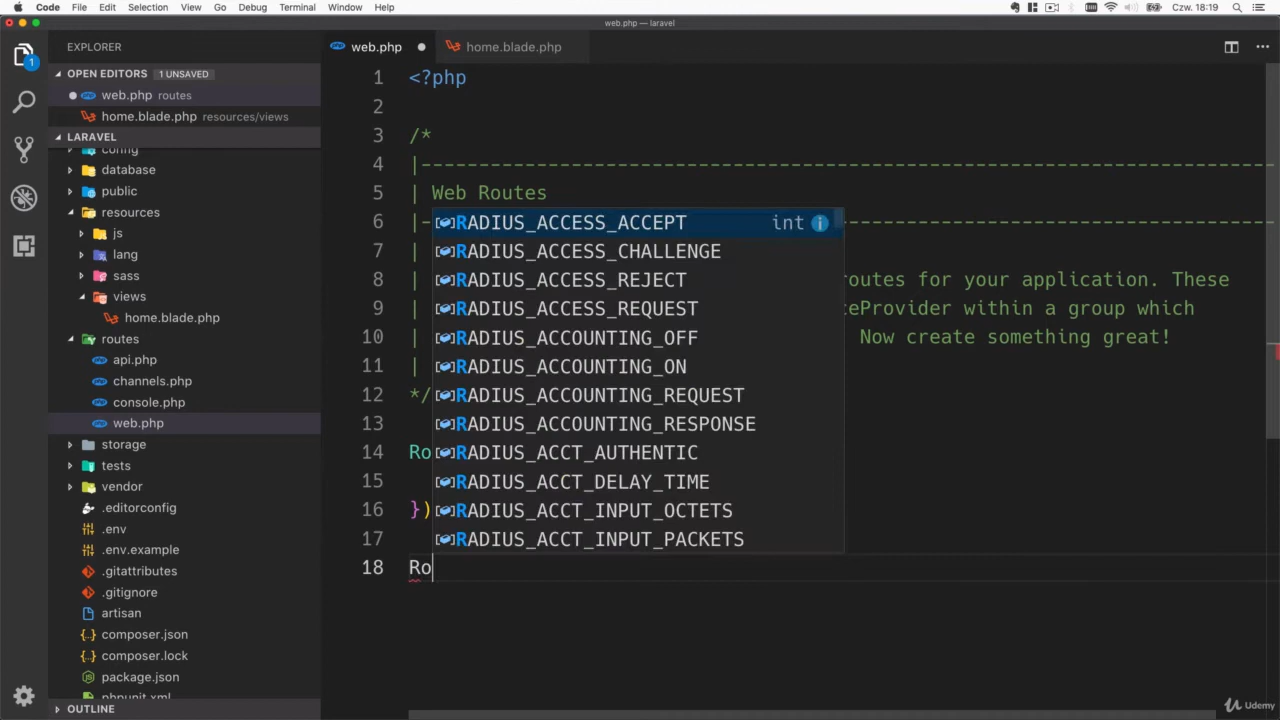 Code File Edit Selection View Go Debug Terminal Window Help Czw. 18:19
web.php — laravel
EXPLORER
OPEN EDITORS 1 UNSAVED
web.php routes
home.blade.php resources/views
LARAVEL
config
database
public
resources
js
lang
sass
views
home.blade.php
routes
api.php
channels.php
console.php
web.php
storage
tests
vendor
.editorconfig
.env
.env.example
.gitattributes
.gitignore
artisan
composer.json
composer.lock
package.json
phpunit.xml
OUTLINE
1
web.php home.blade.php
1 <?php
2
3 /*
4 |--------------------------------------------------------------------------
5 | Web Routes
6 |--------------------------------------------------------------------------
7 |
8 | routes for your application. These
9 | Provider within a group which
10 | Now create something great!
11 |
12 */
13
14 Ro
15
16 })
17
18 Ro
RADIUS_ACCESS_ACCEPT int
RADIUS_ACCESS_CHALLENGE
RADIUS_ACCESS_REJECT
RADIUS_ACCESS_REQUEST
RADIUS_ACCOUNTING_OFF
RADIUS_ACCOUNTING_ON
RADIUS_ACCOUNTING_REQUEST
RADIUS_ACCOUNTING_RESPONSE
RADIUS_ACCT_AUTHENTIC
RADIUS_ACCT_DELAY_TIME
RADIUS_ACCT_INPUT_OCTETS
RADIUS_ACCT_INPUT_PACKETS
Udemy